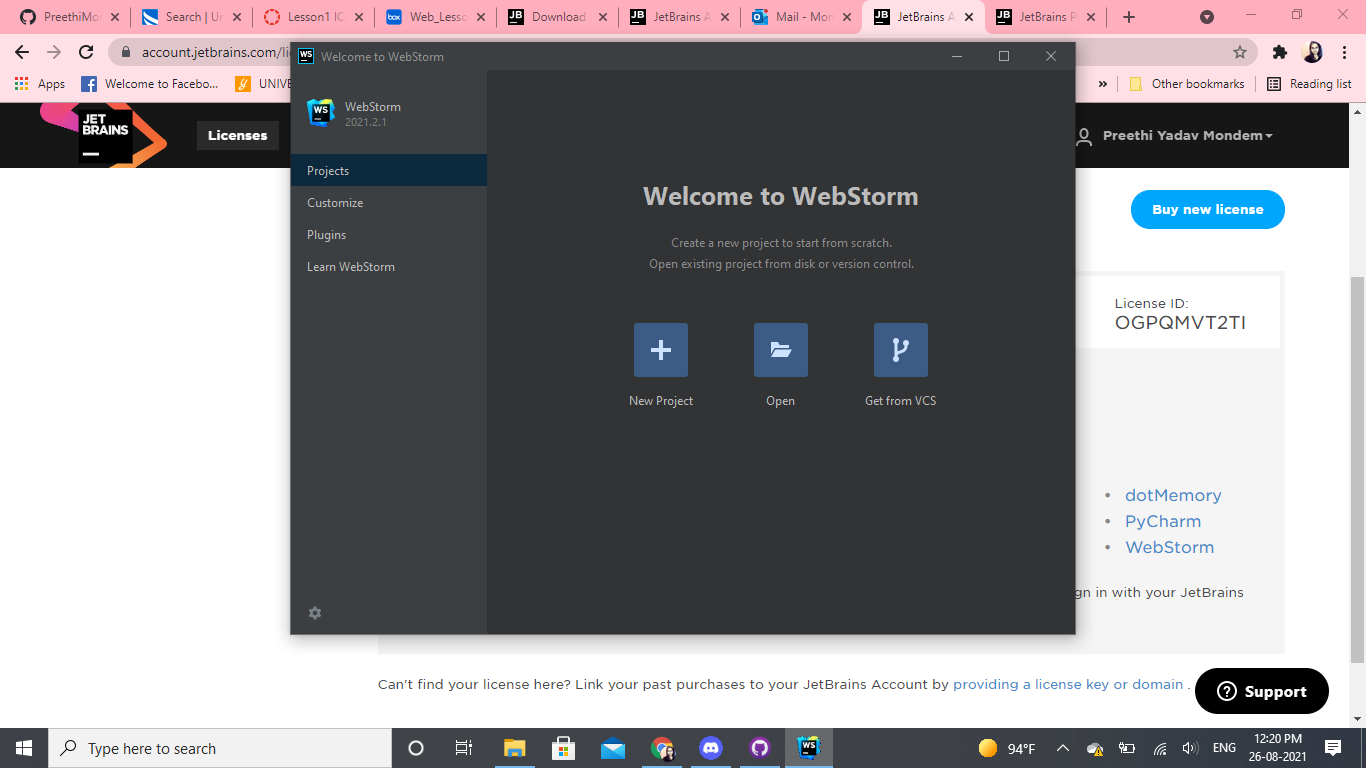 PreethiMo
Search | Ur
Lesson1 IC
Web_Lesso
Download
JetBrains A
Mail - Mon
JetBrains A
JetBrains P
account.jetbrains.com/li
Apps
Welcome to Facebo...
UNIVE
»
Other bookmarks
Reading list
WS Welcome to WebStorm
JET
BRAINS
Licenses
Preethi Yadav Mondem
WS
WebStorm
2021.2.1
Projects
Customize
Plugins
Learn WebStorm
Welcome to WebStorm
Create a new project to start from scratch.
Open existing project from disk or version control.
New Project
Open
Get from VCS
Buy new license
License ID:
OGPQMVT2TI
• dotMemory
• PyCharm
• WebStorm
gn in with your JetBrains
Can't find your license here? Link your past purchases to your JetBrains Account by providing a license key or domain .
Support
Type here to search
94°F
ENG
12:20 PM
26-08-2021